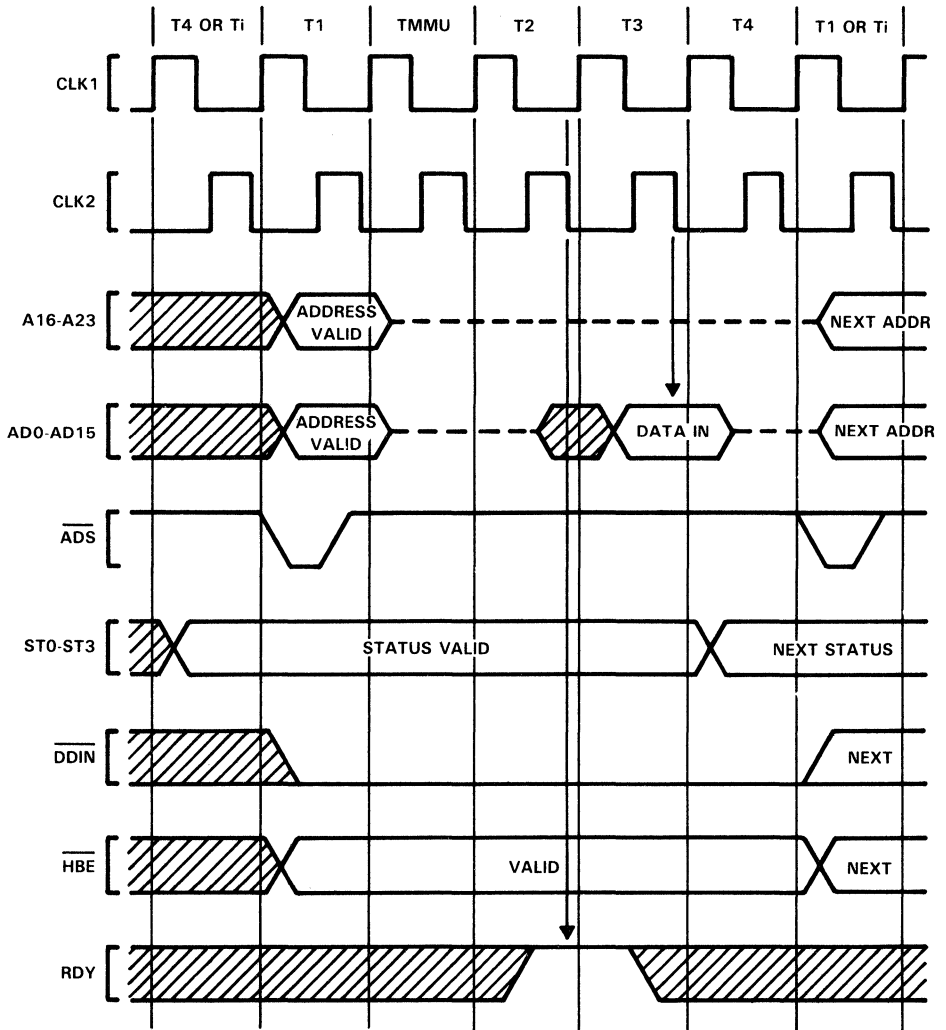 T4 OR Ti T1 TMMU T2 T3 T4 T1 OR Ti
CLK1
CLK2
A16-A23
ADDRESS
VALID
NEXT ADDR
AD0-AD15
ADDRESS
VALID
DATA IN
NEXT ADDR
ADS
ST0-ST3
STATUS VALID
NEXT STATUS
DDIN
NEXT
HBE
VALID
NEXT
RDY